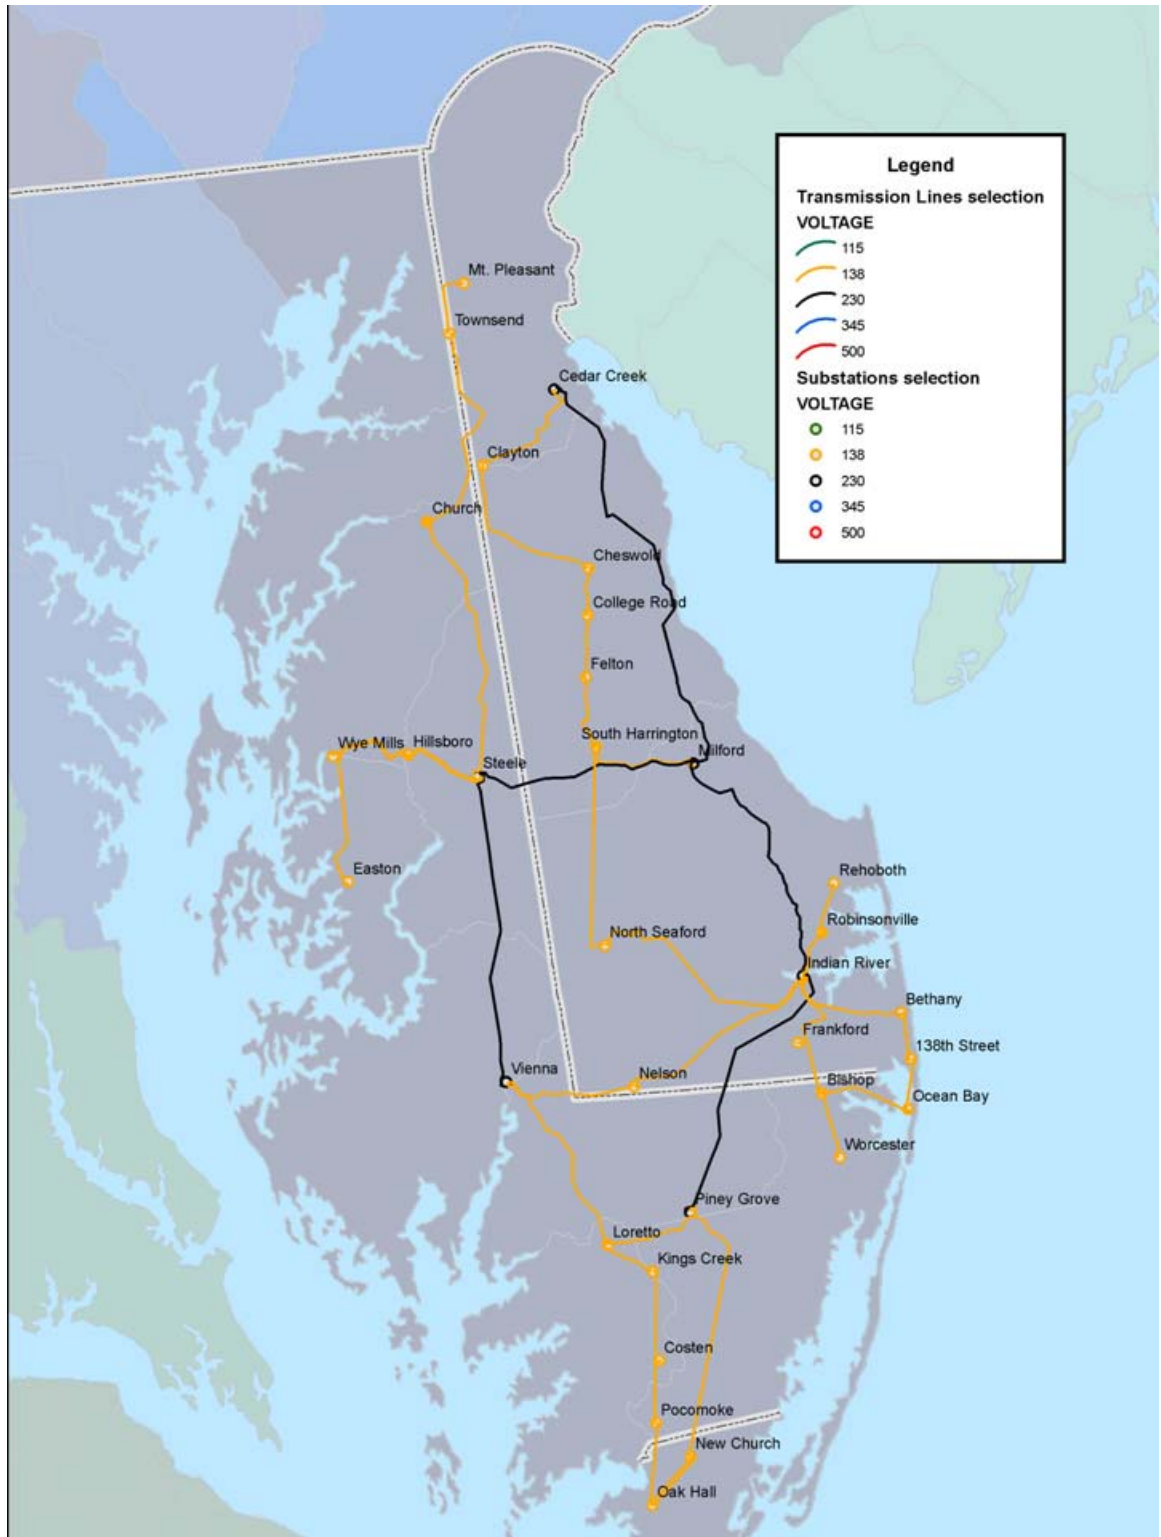 Legend
Transmission Lines selection
VOLTAGE
115
138
230
345
500
Substations selection
VOLTAGE
115
138
230
345
500
Mt. Pleasant
Townsend
Cedar Creek
Clayton
Church
Cheswold
College Road
Felton
South Harrington
Wye Mills
Hillsboro
Milford
Steele
Easton
Rehoboth
Robinsonville
North Seaford
Indian River
Bethany
Frankford
138th Street
Vienna
Nelson
Bishop
Ocean Bay
Worcester
Piney Grove
Loretto
Kings Creek
Costen
Pocomoke
New Church
Oak Hall